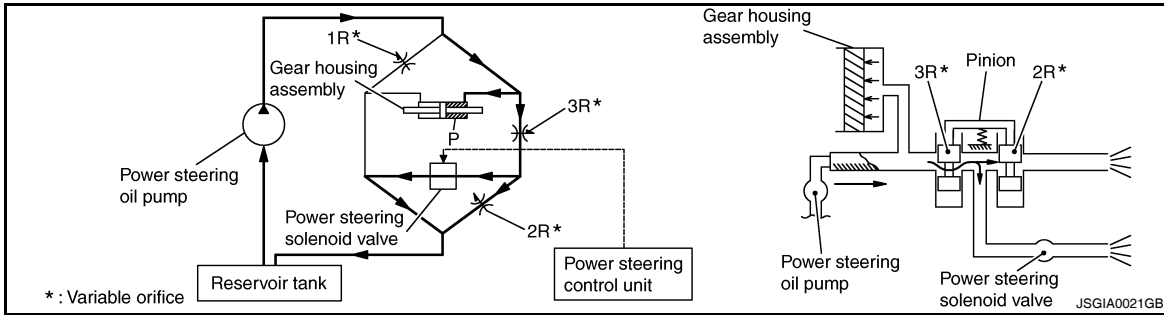 1R*
Gear housing
assembly
3R*
P
Power steering
oil pump
Power steering
solenoid valve
2R*
Reservoir tank
Power steering
control unit
* : Variable orifice
Gear housing
assembly
Pinion
3R*
2R*
Power steering
oil pump
Power steering
solenoid valve
JSGIA0021GB